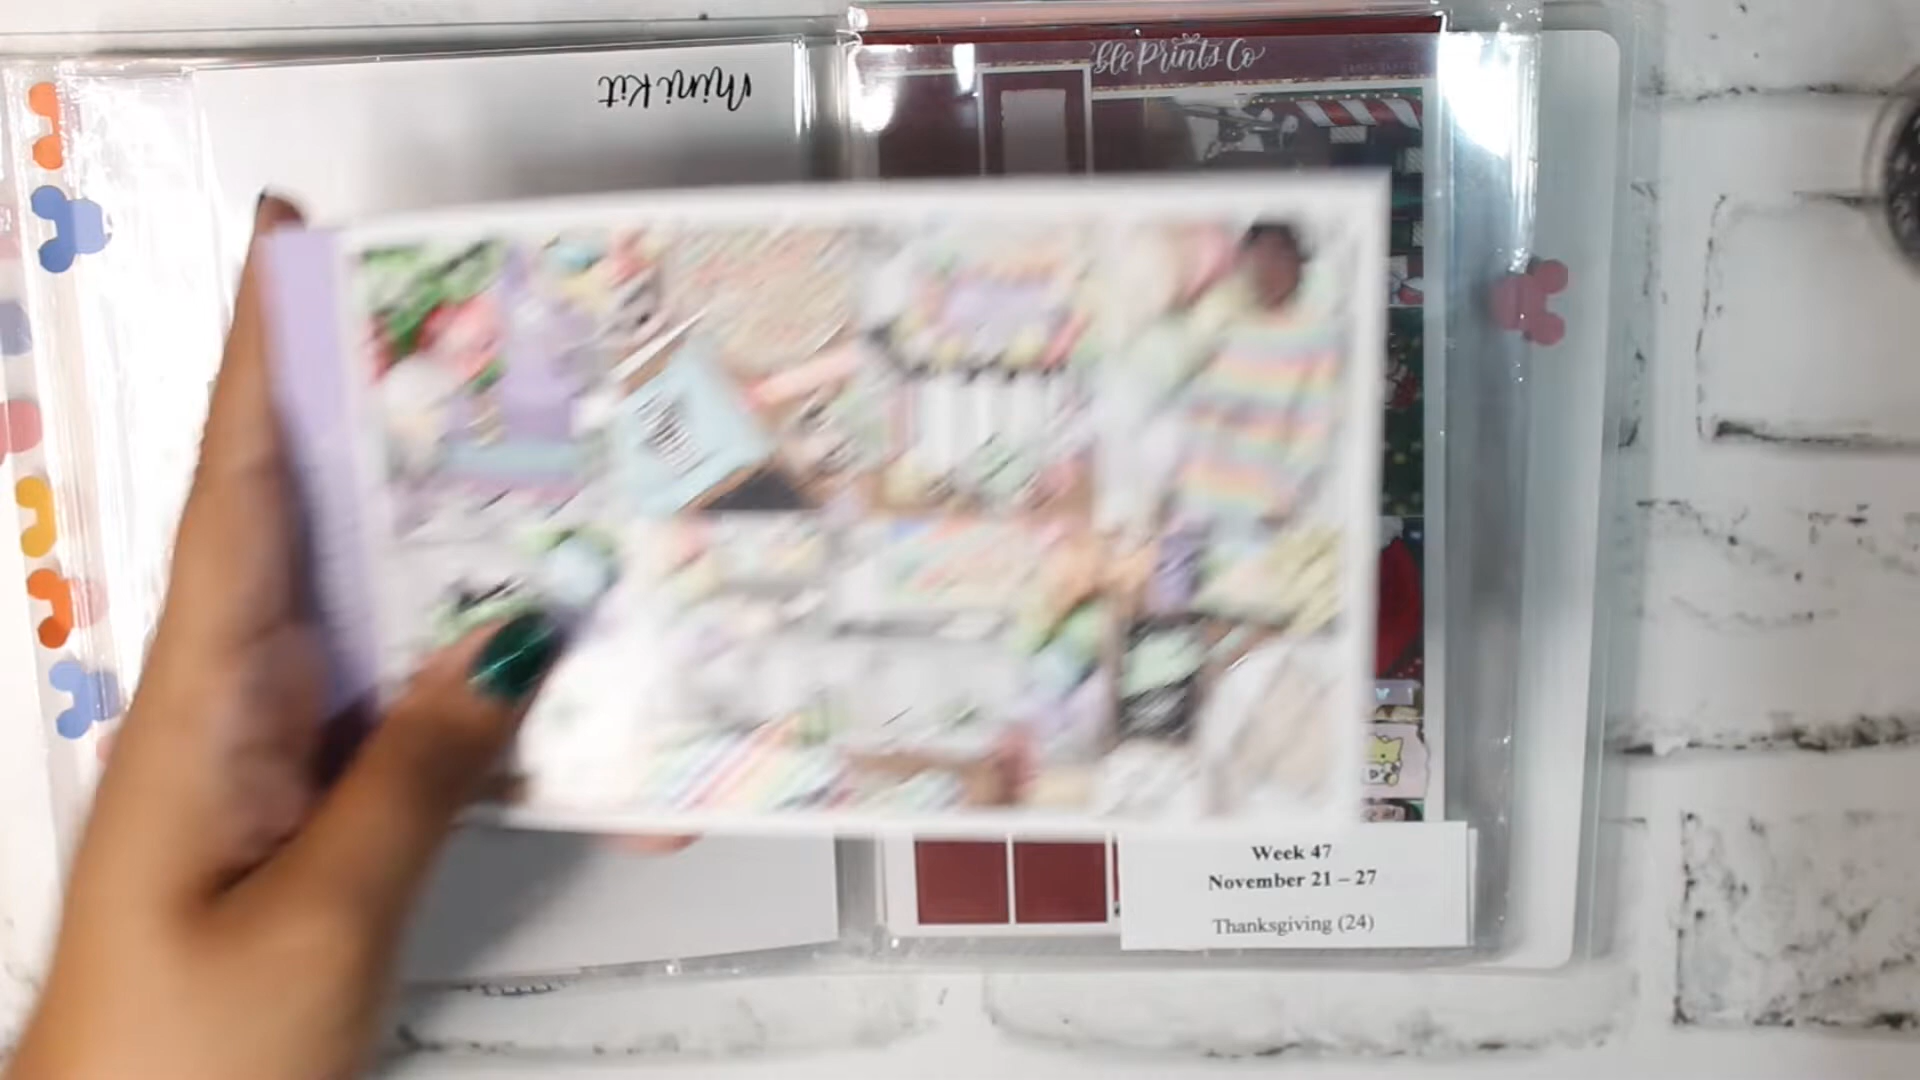 Mini Kit
ble Prints Co
Week 47
November 21 – 27
Thanksgiving (24)